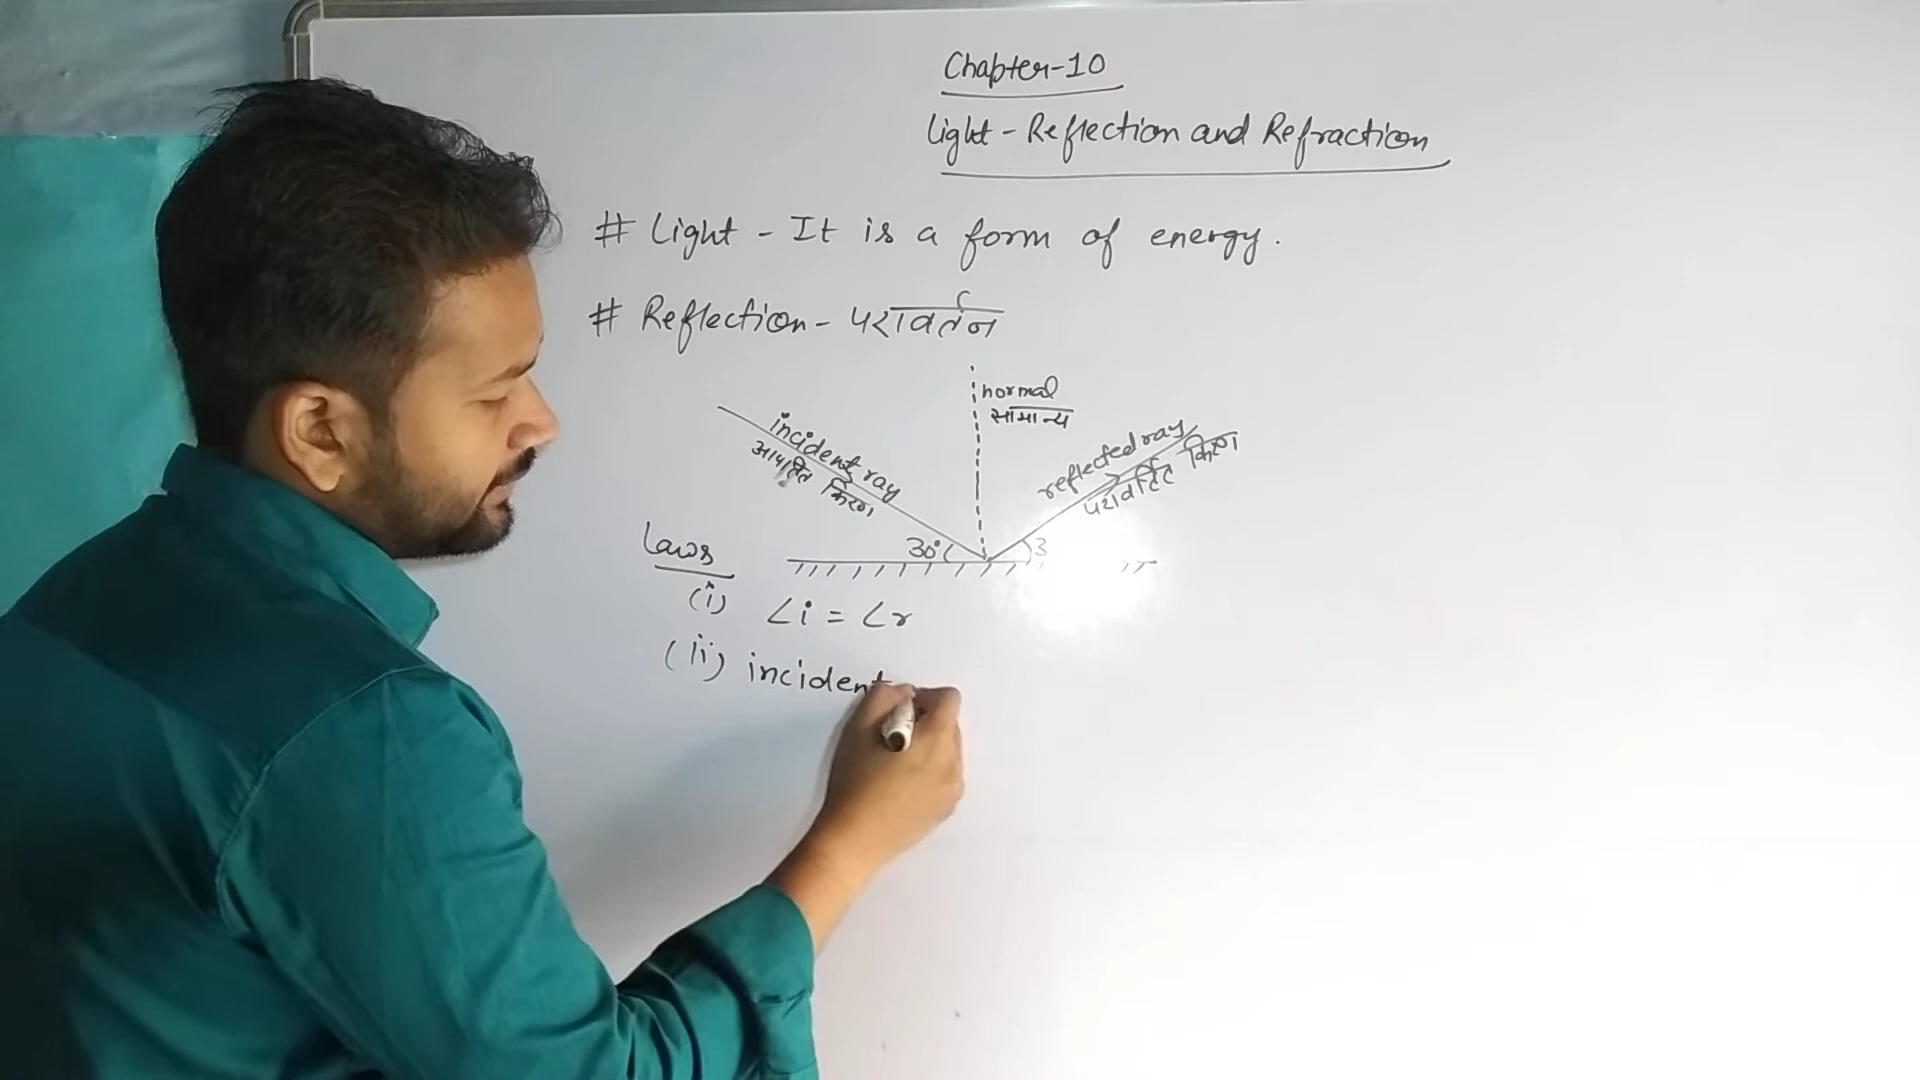 Chapter-10
Light - Reflection and Refraction
# Light - It is a form of energy.
# Reflection - परावर्तन
normal
सामान्य
incident ray
आपतित किरण
reflected ray
परावर्तित किरण
30°
3
Laws
(i) ∠i = ∠r
(ii) incident